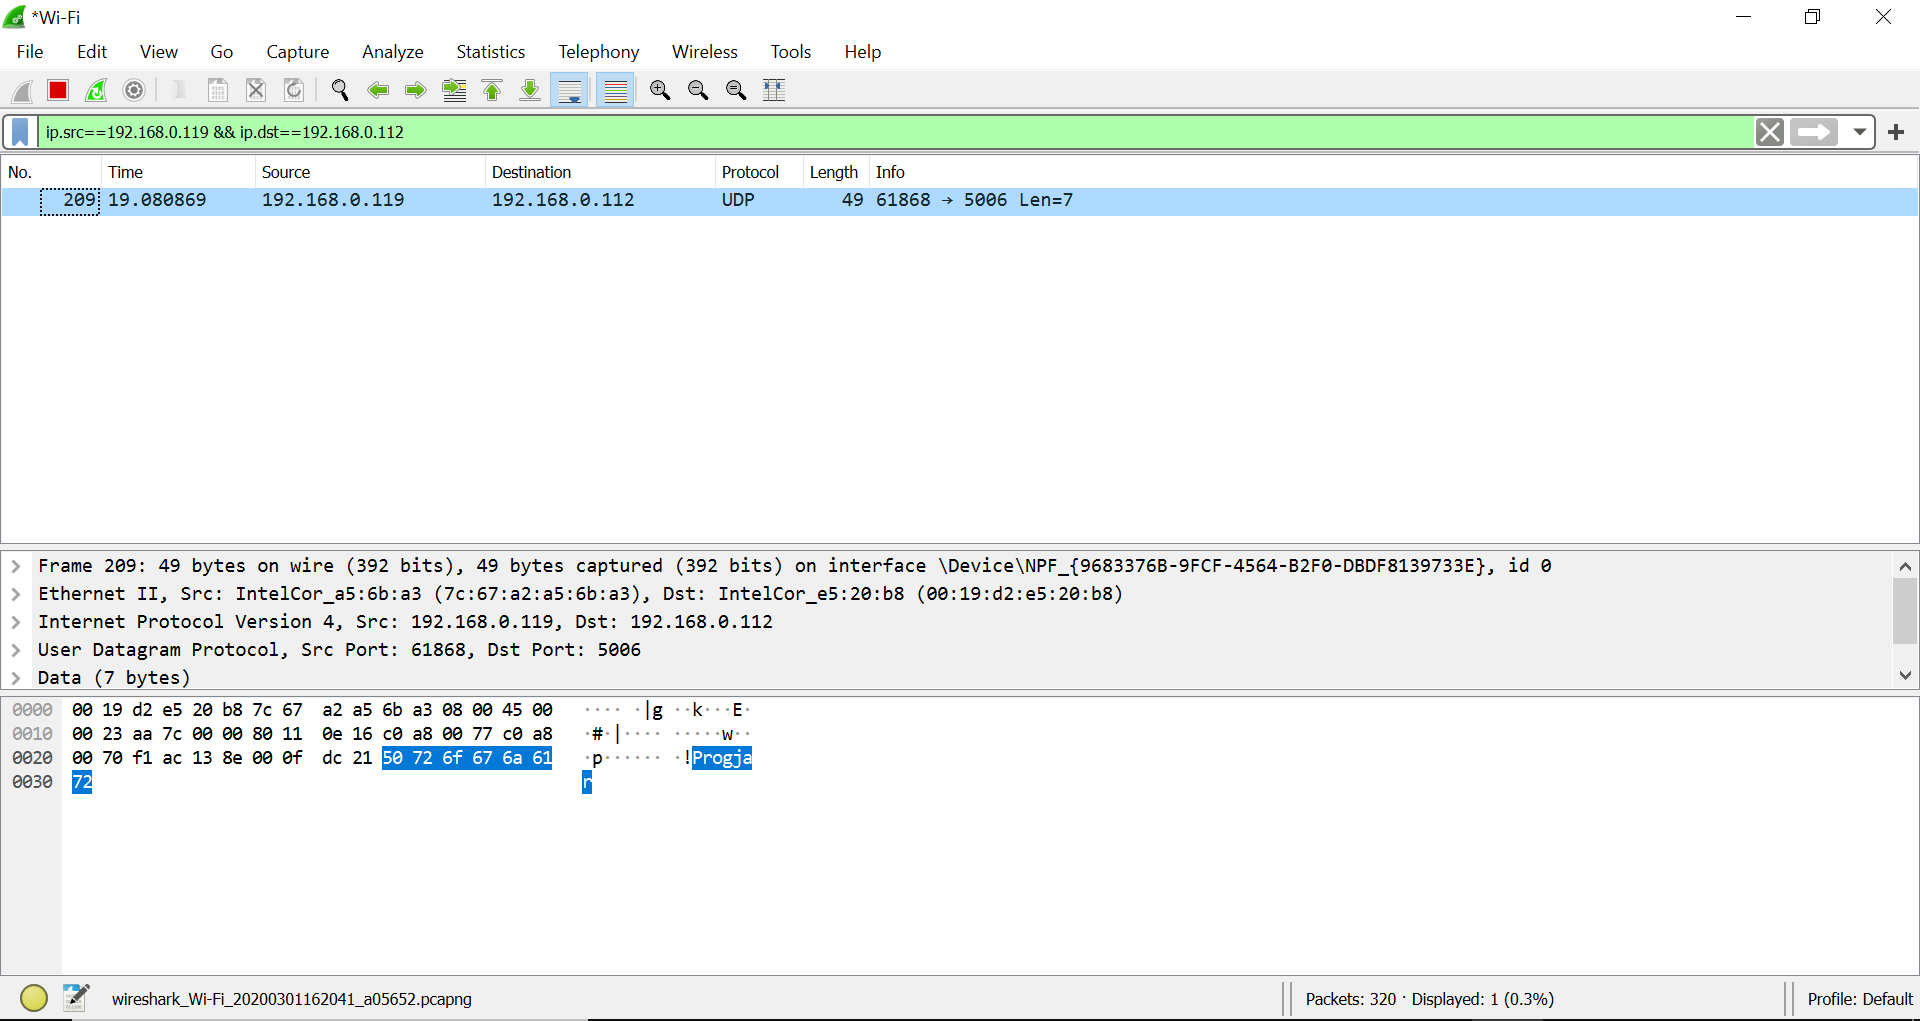 *Wi-Fi
File Edit View Go Capture Analyze Statistics Telephony Wireless Tools Help
ip.src==192.168.0.119 && ip.dst==192.168.0.112
No. Time Source Destination Protocol Length Info
209 19.080869 192.168.0.119 192.168.0.112 UDP 49 61868 → 5006 Len=7
Frame 209: 49 bytes on wire (392 bits), 49 bytes captured (392 bits) on interface \Device\NPF_{9683376B-9FCF-4564-B2F0-DBDF8139733E}, id 0
Ethernet II, Src: IntelCor_a5:6b:a3 (7c:67:a2:a5:6b:a3), Dst: IntelCor_e5:20:b8 (00:19:d2:e5:20:b8)
Internet Protocol Version 4, Src: 192.168.0.119, Dst: 192.168.0.112
User Datagram Protocol, Src Port: 61868, Dst Port: 5006
Data (7 bytes)
0000 00 19 d2 e5 20 b8 7c 67 a2 a5 6b a3 08 00 45 00 ···· ·|g ··k···E·
0010 00 23 aa 7c 00 00 80 11 0e 16 c0 a8 00 77 c0 a8 ·#·|···· ·····w··
0020 00 70 f1 ac 13 8e 00 0f dc 21 50 72 6f 67 6a 61 ·p······ ·!Progja
0030 72 r
wireshark_Wi-Fi_20200301162041_a05652.pcapng Packets: 320 · Displayed: 1 (0.3%) Profile: Default